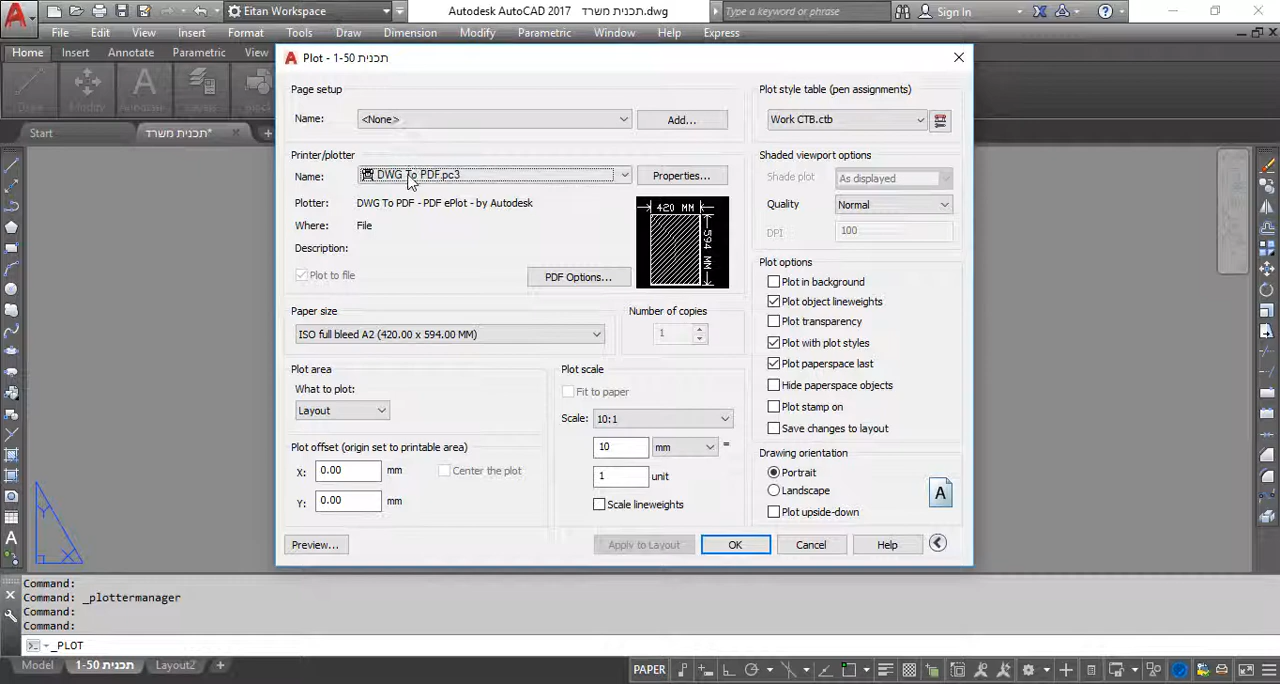 Eitan Workspace
Autodesk AutoCAD 2017 תכנית משרד.dwg
Type a keyword or phrase
Sign In
File Edit View Insert Format Tools Draw Dimension Modify Parametric Window Help Express
Home Insert Annotate Parametric View
Start
תכנית משרד*
Plot - תכנית 1-50
Page setup
Name: <None>
Add...
Printer/plotter
Name: DWG To PDF.pc3
Properties...
Plotter: DWG To PDF - PDF ePlot - by Autodesk
Where: File
Description:
Plot to file
PDF Options...
420 MM
594 MM
Paper size
ISO full bleed A2 (420.00 x 594.00 MM)
Number of copies
1
Plot area
What to plot:
Layout
Plot offset (origin set to printable area)
X: 0.00 mm
Center the plot
Y: 0.00 mm
Plot scale
Fit to paper
Scale: 10:1
10 mm =
1 unit
Scale lineweights
Plot style table (pen assignments)
Work CTB.ctb
Shaded viewport options
Shade plot As displayed
Quality Normal
DPI 100
Plot options
Plot in background
Plot object lineweights
Plot transparency
Plot with plot styles
Plot paperspace last
Hide paperspace objects
Plot stamp on
Save changes to layout
Drawing orientation
Portrait
Landscape
Plot upside-down
A
Preview...
Apply to Layout
OK
Cancel
Help
Y
X
Command:
Command: _plottermanager
Command:
Command:
_PLOT
Model
תכנית 1-50
Layout2
+
PAPER